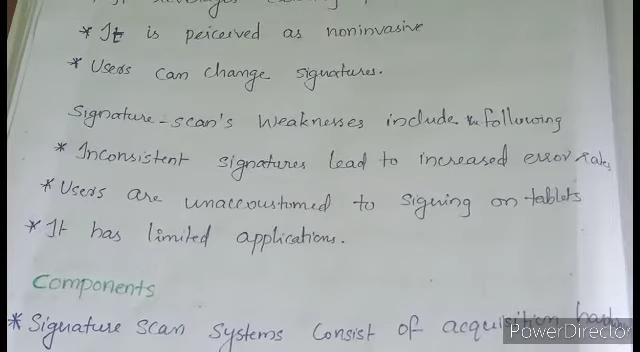 * It is perceived as noninvasive
* Users can change signatures.
Signature-scan's Weaknesses include the following
* Inconsistent signatures lead to increased error rates
* Users are unaccoustomed to signing on tablets
* It has limited applications.
Components
* Signature scan systems consist of acquisition
PowerDirector